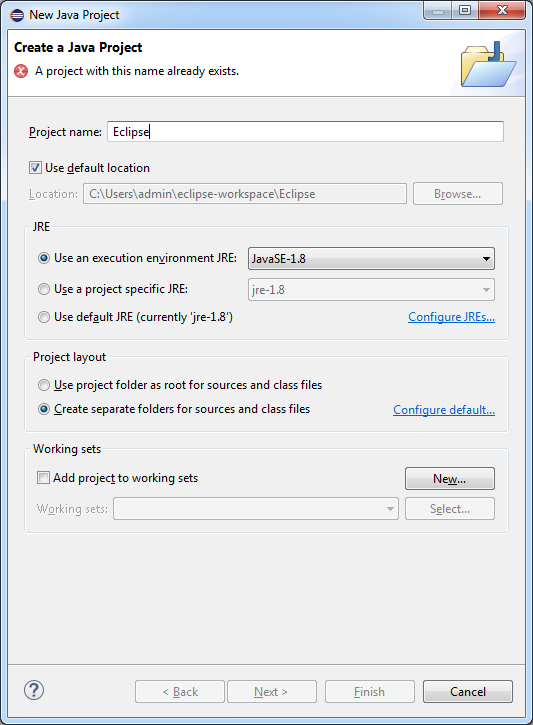 New Java Project
Create a Java Project
A project with this name already exists.
Project name: Eclipse
Use default location
Location: C:\Users\admin\eclipse-workspace\Eclipse Browse...
JRE
Use an execution environment JRE: JavaSE-1.8
Use a project specific JRE: jre-1.8
Use default JRE (currently 'jre-1.8') Configure JREs...
Project layout
Use project folder as root for sources and class files
Create separate folders for sources and class files Configure default...
Working sets
Add project to working sets New...
Working sets: Select...
? < Back Next > Finish Cancel